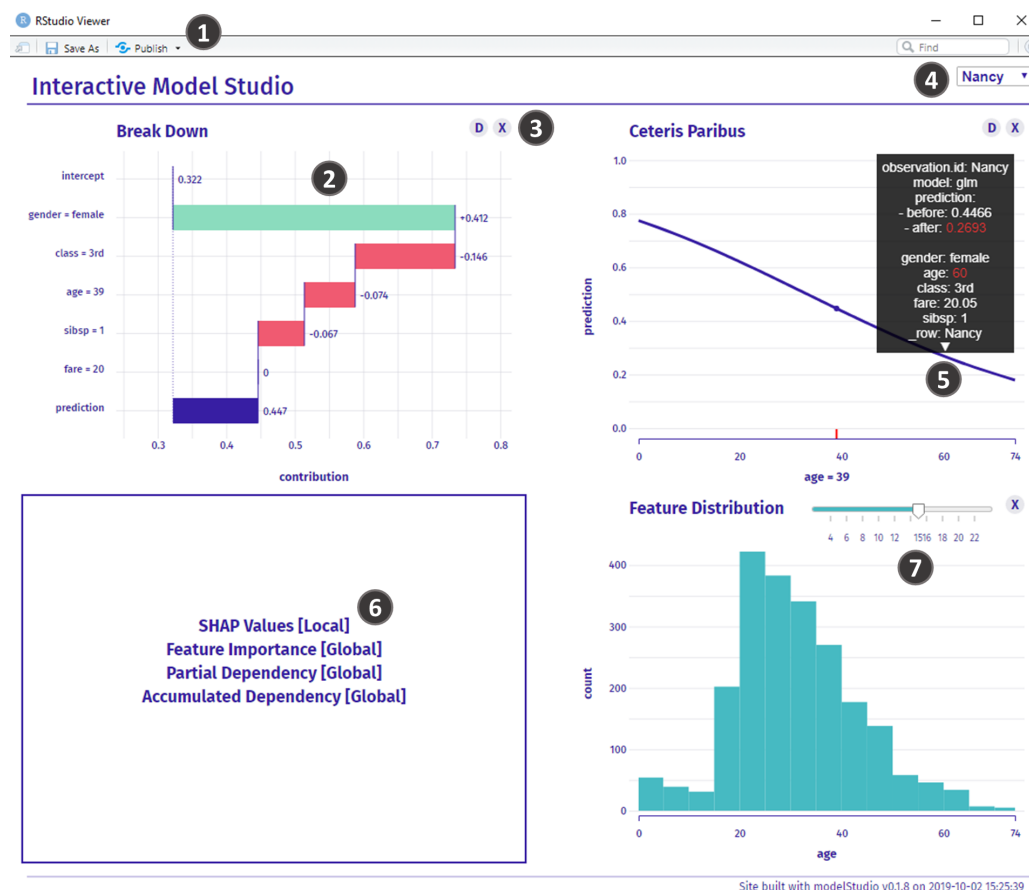 R RStudio Viewer
Save As Publish
1
Find
Interactive Model Studio
4
Nancy
Break Down
D X
3
intercept
gender = female
class = 3rd
age = 39
sibsp = 1
fare = 20
prediction
0.322
2
+0.412
-0.146
-0.074
-0.067
0
0.447
0.3 0.4 0.5 0.6 0.7 0.8
contribution
Ceteris Paribus
D X
1.0
0.8
0.6
0.4
0.2
0.0
prediction
observation.id: Nancy
model: glm
prediction:
- before: 0.4466
- after: 0.2693
gender: female
age: 60
class: 3rd
fare: 20.05
sibsp: 1
_row: Nancy
5
0 20 40 60 74
age = 39
6
SHAP Values [Local]
Feature Importance [Global]
Partial Dependency [Global]
Accumulated Dependency [Global]
Feature Distribution
X
4 6 8 10 12 1516 18 20 22
7
400
300
200
100
0
count
0 20 40 60 74
age
Site built with modelStudio v0.1.8 on 2019-10-02 15:25:39